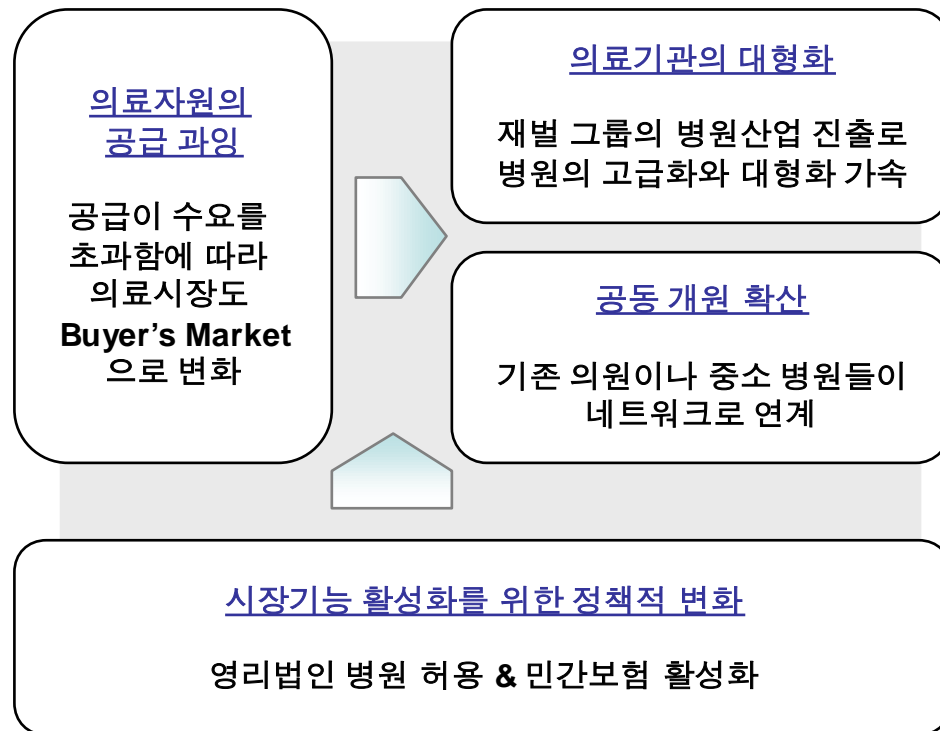 의료자원의
공급 과잉
공급이 수요를
초과함에 따라
의료시장도
Buyer's Market
으로 변화
의료기관의 대형화
재벌 그룹의 병원산업 진출로
병원의 고급화와 대형화 가속
공동 개원 확산
기존 의원이나 중소 병원들이
네트워크로 연계
시장기능 활성화를 위한 정책적 변화
영리법인 병원 허용 & 민간보험 활성화